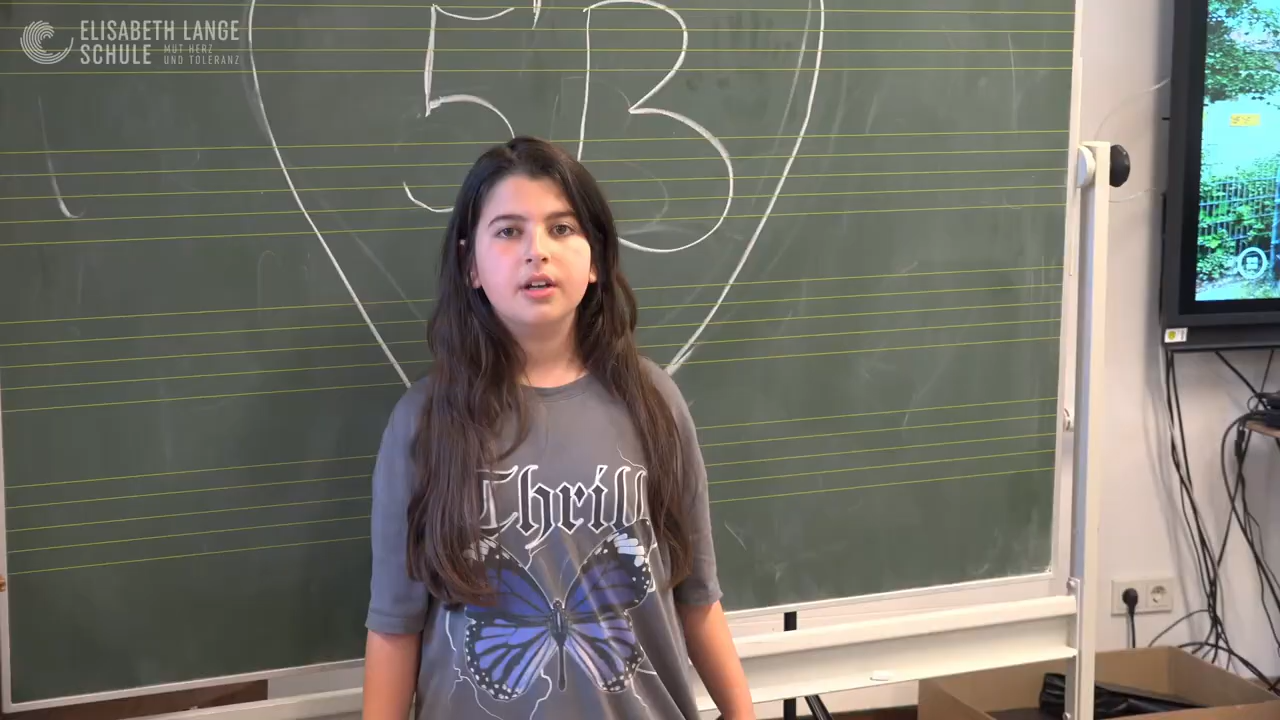 ELISABETH LANGE
SCHULE MUT HERZ
UND TOLERANZ
5B
Thrill